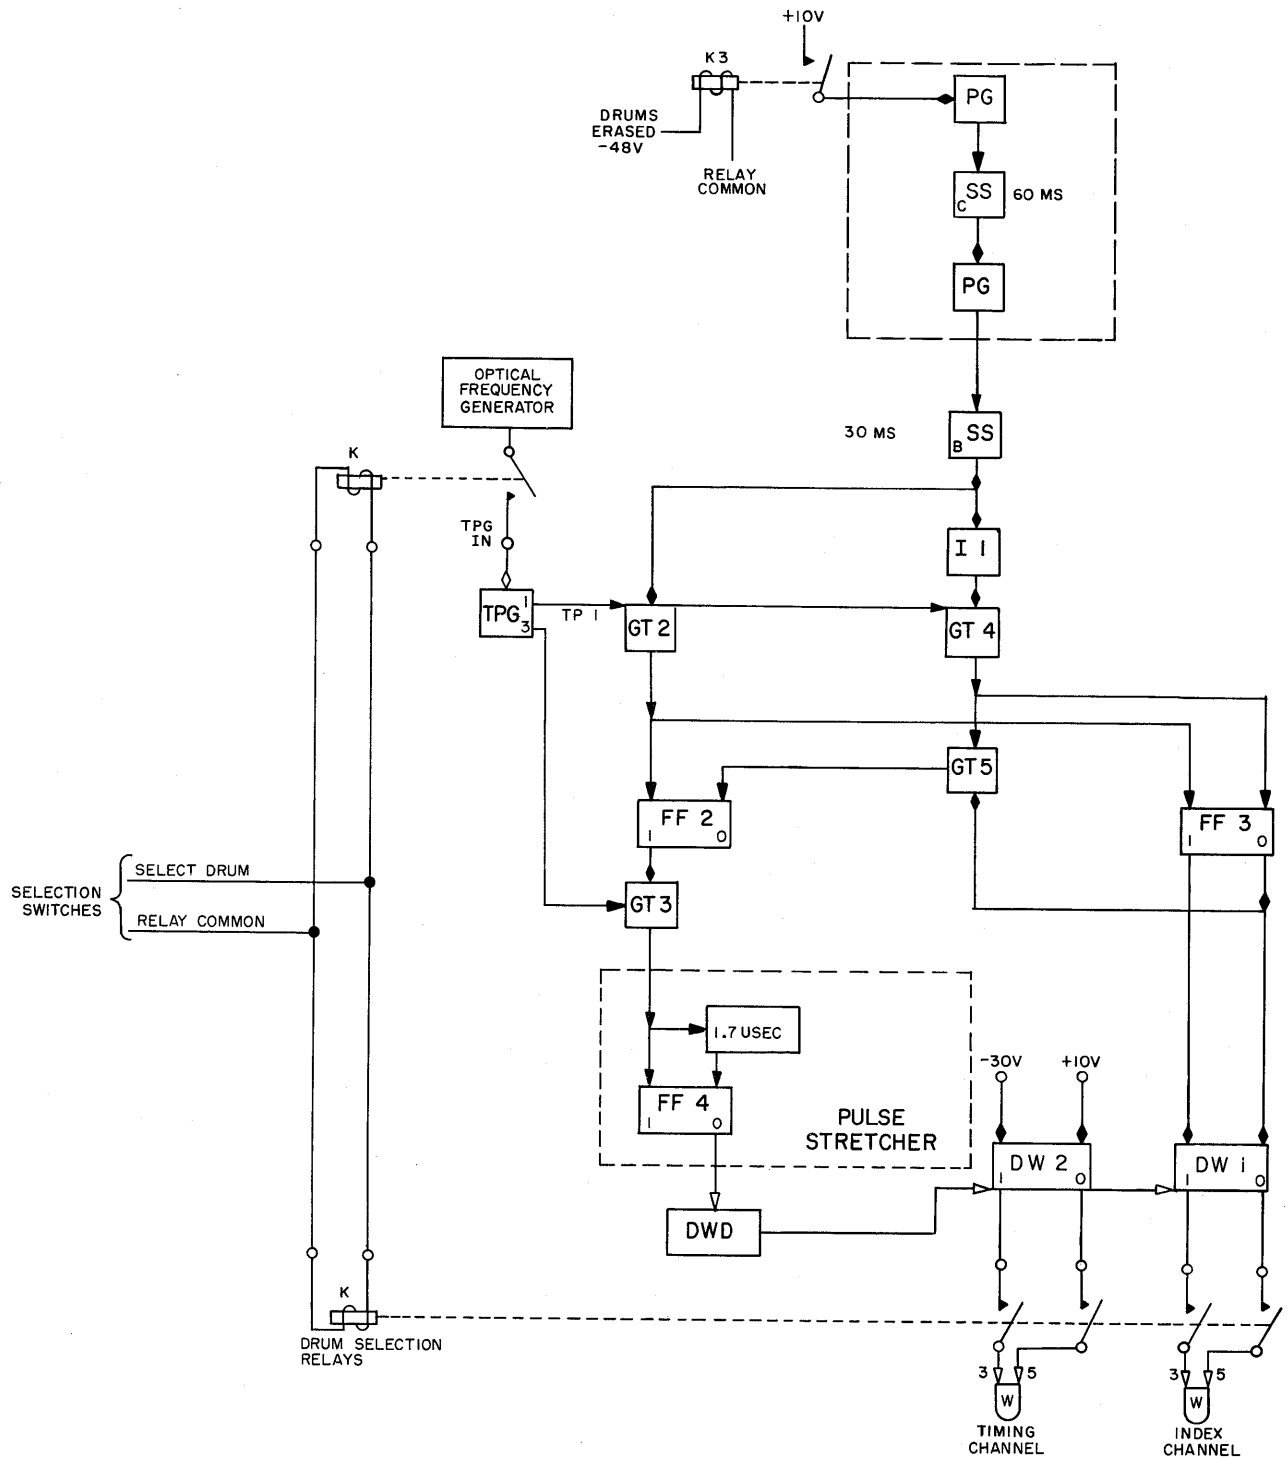 +10V
K3
DRUMS
ERASED
-48V
RELAY
COMMON
PG
SS
C
60 MS
PG
OPTICAL
FREQUENCY
GENERATOR
30 MS
SS
B
K
TPG
IN
I 1
TPG
1
3
TP 1
GT 2
GT 4
GT 5
FF 2
1
0
FF 3
1
0
GT 3
SELECTION
SWITCHES
SELECT DRUM
RELAY COMMON
1.7 USEC
-30V
+10V
FF 4
1
0
PULSE
STRETCHER
DW 2
1
0
DW 1
1
0
DWD
K
DRUM SELECTION
RELAYS
3
5
W
TIMING
CHANNEL
3
5
W
INDEX
CHANNEL